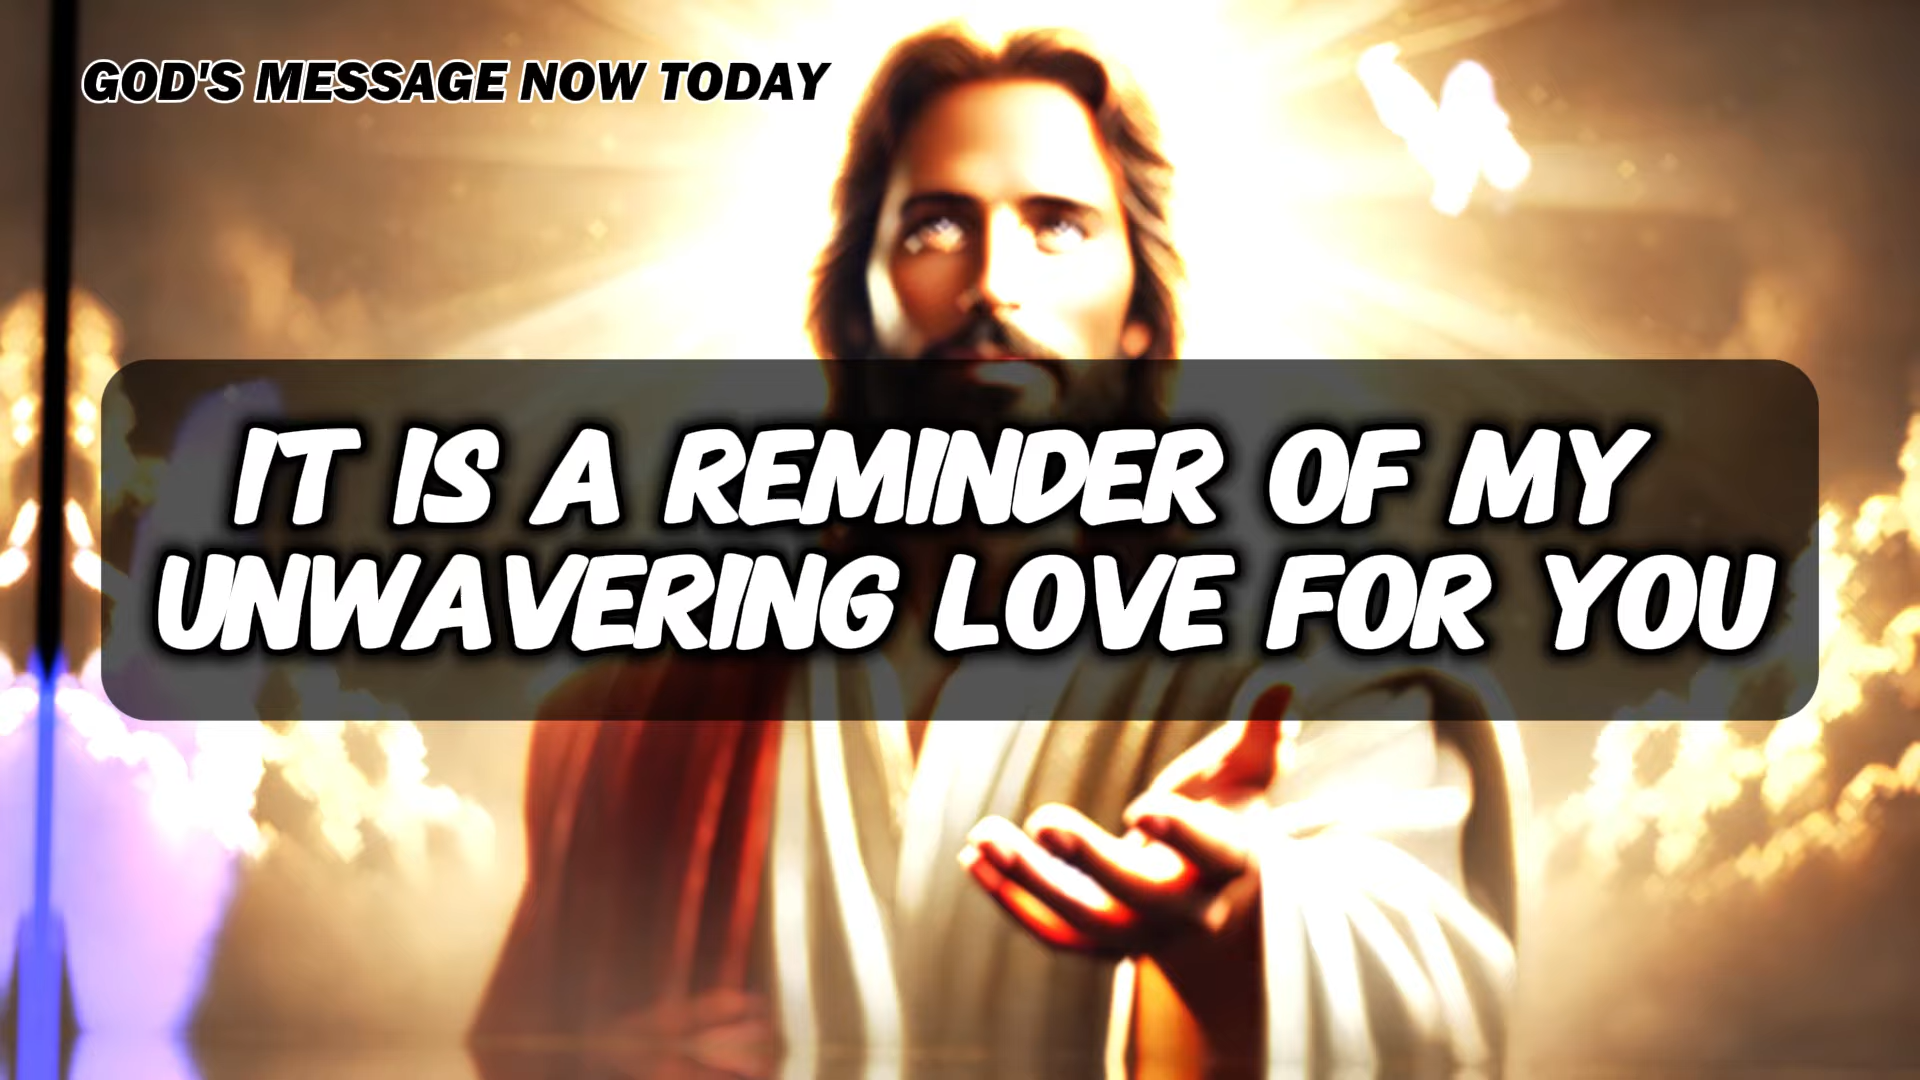 GOD'S MESSAGE NOW TODAY
IT IS A REMINDER OF MY
UNWAVERING LOVE FOR YOU